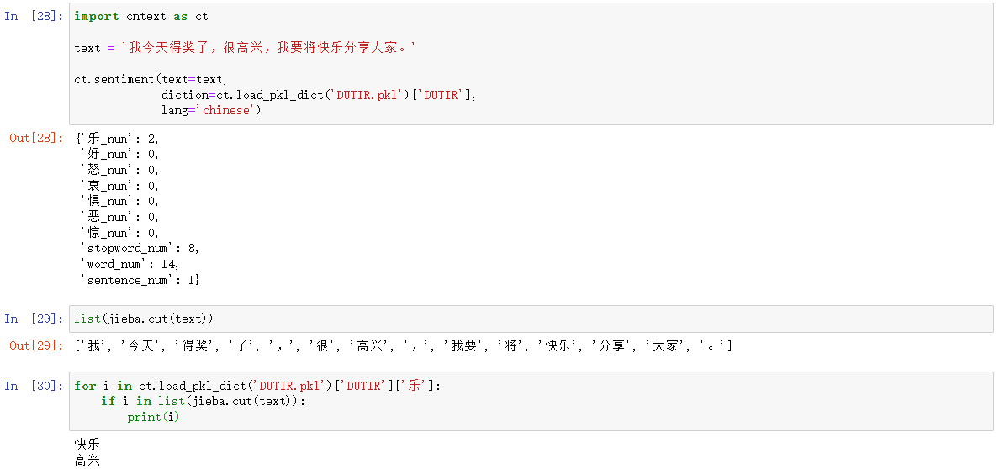 In [28]: import cntext as ct
text = '我今天得奖了，很高兴，我要将快乐分享大家。'
ct.sentiment(text=text,
diction=ct.load_pkl_dict('DUTIR.pkl')['DUTIR'],
lang='chinese')
Out[28]: {'乐_num': 2,
'好_num': 0,
'怒_num': 0,
'哀_num': 0,
'惧_num': 0,
'恶_num': 0,
'惊_num': 0,
'stopword_num': 8,
'word_num': 14,
'sentence_num': 1}
In [29]: list(jieba.cut(text))
Out[29]: ['我', '今天', '得奖', '了', '，', '很', '高兴', '，', '我要', '将', '快乐', '分享', '大家', '。']
In [30]: for i in ct.load_pkl_dict('DUTIR.pkl')['DUTIR']['乐']:
if i in list(jieba.cut(text)):
print(i)
快乐
高兴